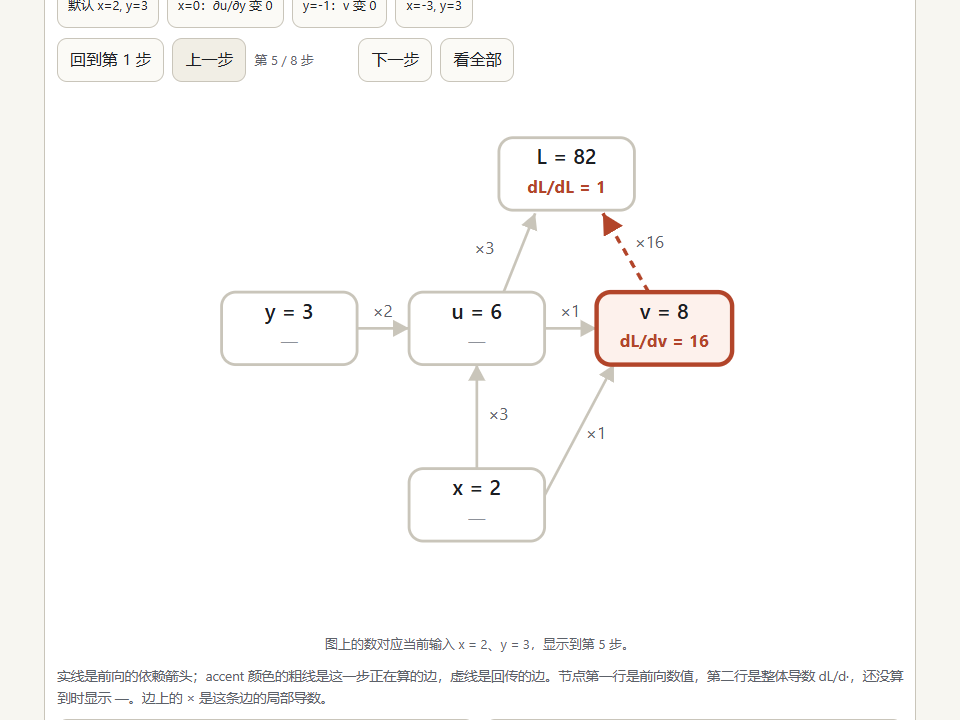 默认 x=2, y=3
x=0：∂u/∂y 变 0
y=-1：v 变 0
x=-3, y=3
回到第 1 步
上一步
第 5 / 8 步
下一步
看全部
L = 82
dL/dL = 1
×3
×16
y = 3
—
×2
u = 6
—
×1
v = 8
dL/dv = 16
×3
×1
x = 2
—
图上的数对应当前输入 x = 2、y = 3，显示到第 5 步。
实线是前向的依赖箭头；accent 颜色的粗线是这一步正在算的边，虚线是回传的边。节点第一行是前向数值，第二行是整体导数 dL/d·，还没算
到时显示 —。边上的 × 是这条边的局部导数。